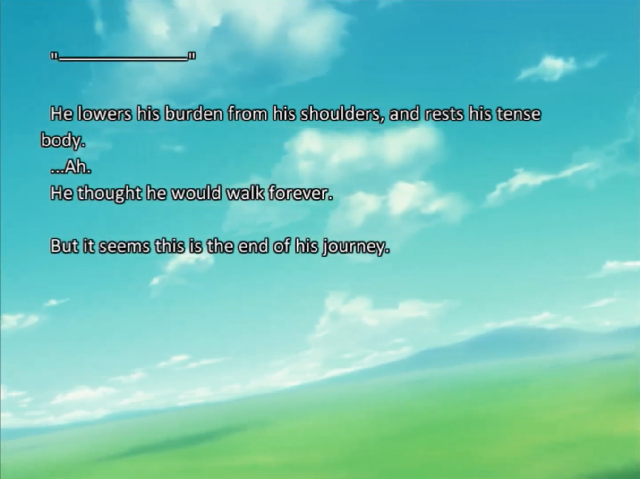 "――――――――"
He lowers his burden from his shoulders, and rests his tense
body.
...Ah.
He thought he would walk forever.
But it seems this is the end of his journey.